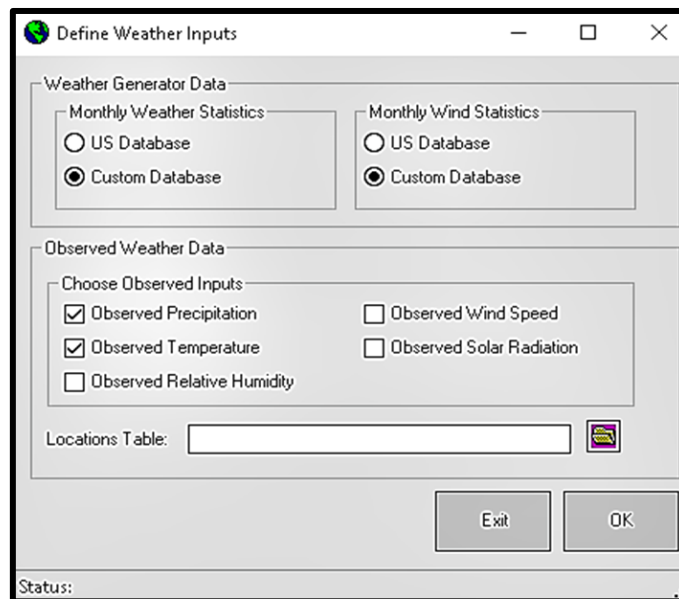 Define Weather Inputs
Weather Generator Data
Monthly Weather Statistics
US Database
Custom Database
Monthly Wind Statistics
US Database
Custom Database
Observed Weather Data
Choose Observed Inputs
Observed Precipitation
Observed Wind Speed
Observed Temperature
Observed Solar Radiation
Observed Relative Humidity
Locations Table:
Exit
OK
Status: